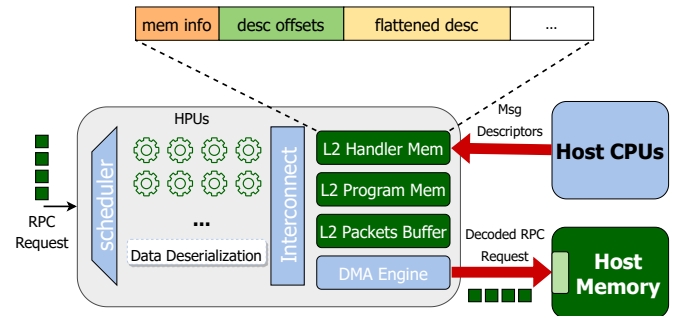 mem info desc offsets flattened desc ...
HPUs
Msg
Descriptors
scheduler
Interconnect
L2 Handler Mem
Host CPUs
L2 Program Mem
RPC
Request
...
Data Deserialization
L2 Packets Buffer
Decoded RPC
Request
DMA Engine
Host
Memory